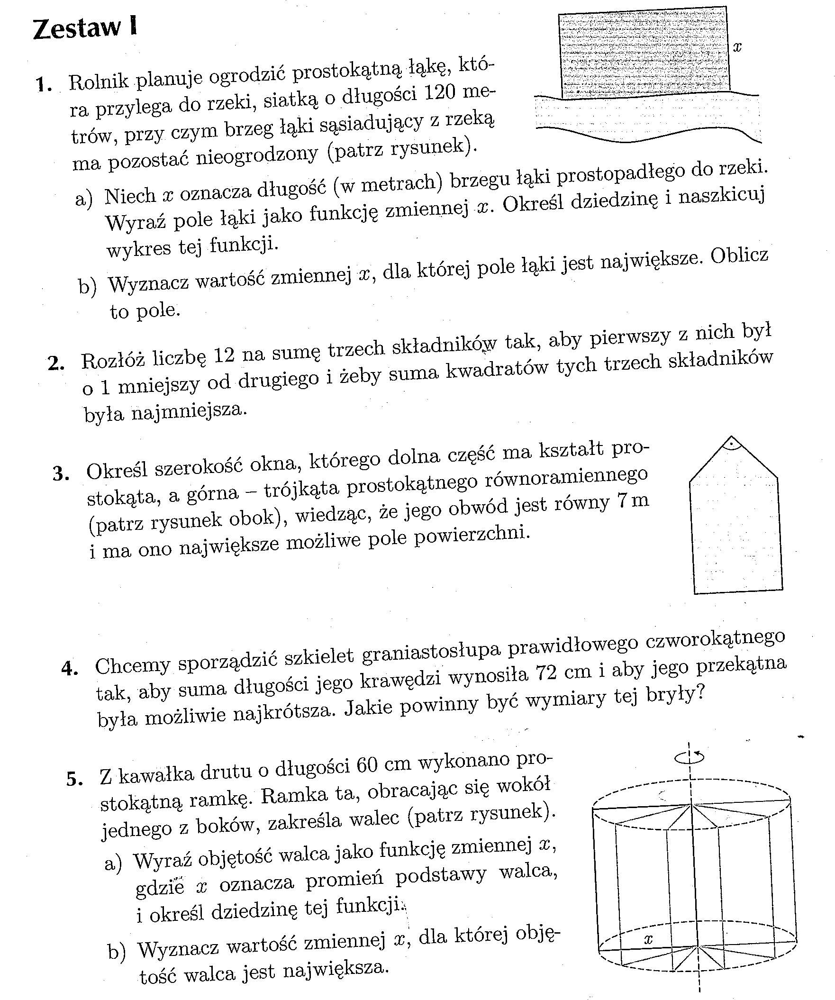 Zestaw I
x
1. Rolnik planuje ogrodzić prostokątną łąkę, któ-
ra przylega do rzeki, siatką o długości 120 me-
trów, przy czym brzeg łąki sąsiadujący z rzeką
ma pozostać nieogrodzony (patrz rysunek).
a) Niech x oznacza długość (w metrach) brzegu łąki prostopadłego do rzeki.
Wyraź pole łąki jako funkcję zmiennej x. Określ dziedzinę i naszkicuj
wykres tej funkcji.
b) Wyznacz wartość zmiennej x, dla której pole łąki jest największe. Oblicz
to pole.
2. Rozłóż liczbę 12 na sumę trzech składników tak, aby pierwszy z nich był
o 1 mniejszy od drugiego i żeby suma kwadratów tych trzech składników
była najmniejsza.
3. Określ szerokość okna, którego dolna część ma kształt pro-
stokąta, a górna – trójkąta prostokątnego równoramiennego
(patrz rysunek obok), wiedząc, że jego obwód jest równy 7 m
i ma ono największe możliwe pole powierzchni.
4. Chcemy sporządzić szkielet graniastosłupa prawidłowego czworokątnego
tak, aby suma długości jego krawędzi wynosiła 72 cm i aby jego przekątna
była możliwie najkrótsza. Jakie powinny być wymiary tej bryły?
5. Z kawałka drutu o długości 60 cm wykonano pro-
stokątną ramkę. Ramka ta, obracając się wokół
jednego z boków, zakreśla walec (patrz rysunek).
a) Wyraź objętość walca jako funkcję zmiennej x,
gdzie x oznacza promień podstawy walca,
i określ dziedzinę tej funkcji.
b) Wyznacz wartość zmiennej x, dla której obję-
tość walca jest największa.
x